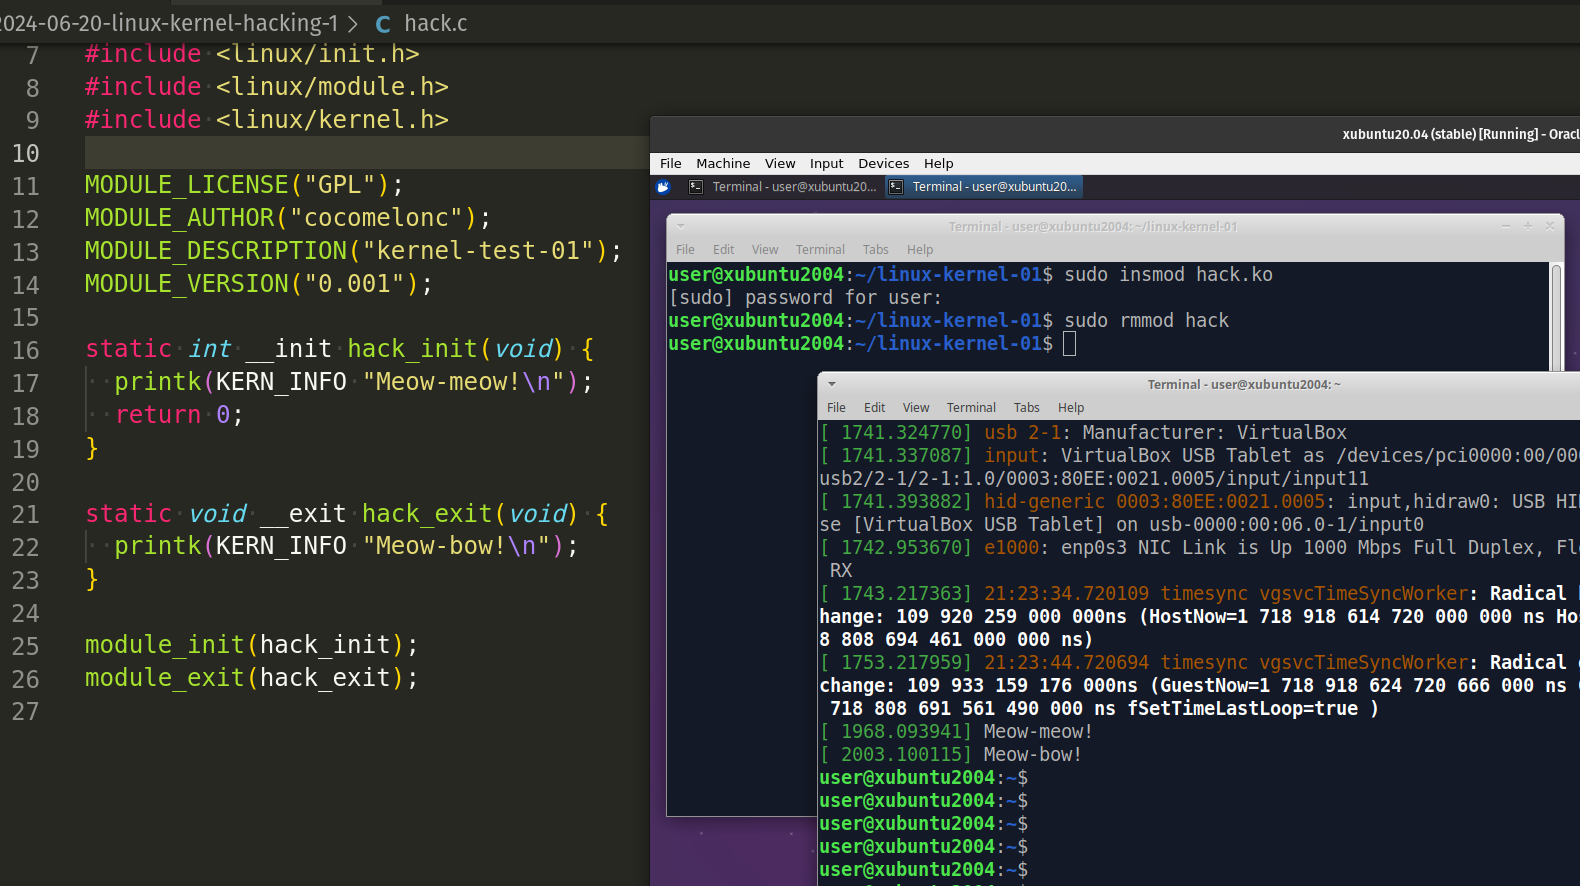 2024-06-20-linux-kernel-hacking-1 > C hack.c
7 #include <linux/init.h>
8 #include <linux/module.h>
9 #include <linux/kernel.h>
10
11 MODULE_LICENSE("GPL");
12 MODULE_AUTHOR("cocomelonc");
13 MODULE_DESCRIPTION("kernel-test-01");
14 MODULE_VERSION("0.001");
15
16 static int __init hack_init(void) {
17 printk(KERN_INFO "Meow-meow!\n");
18 return 0;
19 }
20
21 static void __exit hack_exit(void) {
22 printk(KERN_INFO "Meow-bow!\n");
23 }
24
25 module_init(hack_init);
26 module_exit(hack_exit);
27
xubuntu20.04 (stable) [Running] - Oracl
File Machine View Input Devices Help
Terminal - user@xubuntu20... Terminal - user@xubuntu20...
Terminal - user@xubuntu2004: ~/linux-kernel-01
File Edit View Terminal Tabs Help
user@xubuntu2004:~/linux-kernel-01$ sudo insmod hack.ko
[sudo] password for user:
user@xubuntu2004:~/linux-kernel-01$ sudo rmmod hack
user@xubuntu2004:~/linux-kernel-01$
Terminal - user@xubuntu2004: ~
File Edit View Terminal Tabs Help
[ 1741.324770] usb 2-1: Manufacturer: VirtualBox
[ 1741.337087] input: VirtualBox USB Tablet as /devices/pci0000:00/000
usb2/2-1/2-1:1.0/0003:80EE:0021.0005/input/input11
[ 1741.393882] hid-generic 0003:80EE:0021.0005: input,hidraw0: USB HI
se [VirtualBox USB Tablet] on usb-0000:00:06.0-1/input0
[ 1742.953670] e1000: enp0s3 NIC Link is Up 1000 Mbps Full Duplex, Fl
RX
[ 1743.217363] 21:23:34.720109 timesync vgsvcTimeSyncWorker: Radical
hange: 109 920 259 000 000ns (HostNow=1 718 918 614 720 000 000 ns Ho
8 808 694 461 000 000 ns)
[ 1753.217959] 21:23:44.720694 timesync vgsvcTimeSyncWorker: Radical
change: 109 933 159 176 000ns (GuestNow=1 718 918 624 720 666 000 ns
718 808 691 561 490 000 ns fSetTimeLastLoop=true )
[ 1968.093941] Meow-meow!
[ 2003.100115] Meow-bow!
user@xubuntu2004:~$
user@xubuntu2004:~$
user@xubuntu2004:~$
user@xubuntu2004:~$
user@xubuntu2004:~$